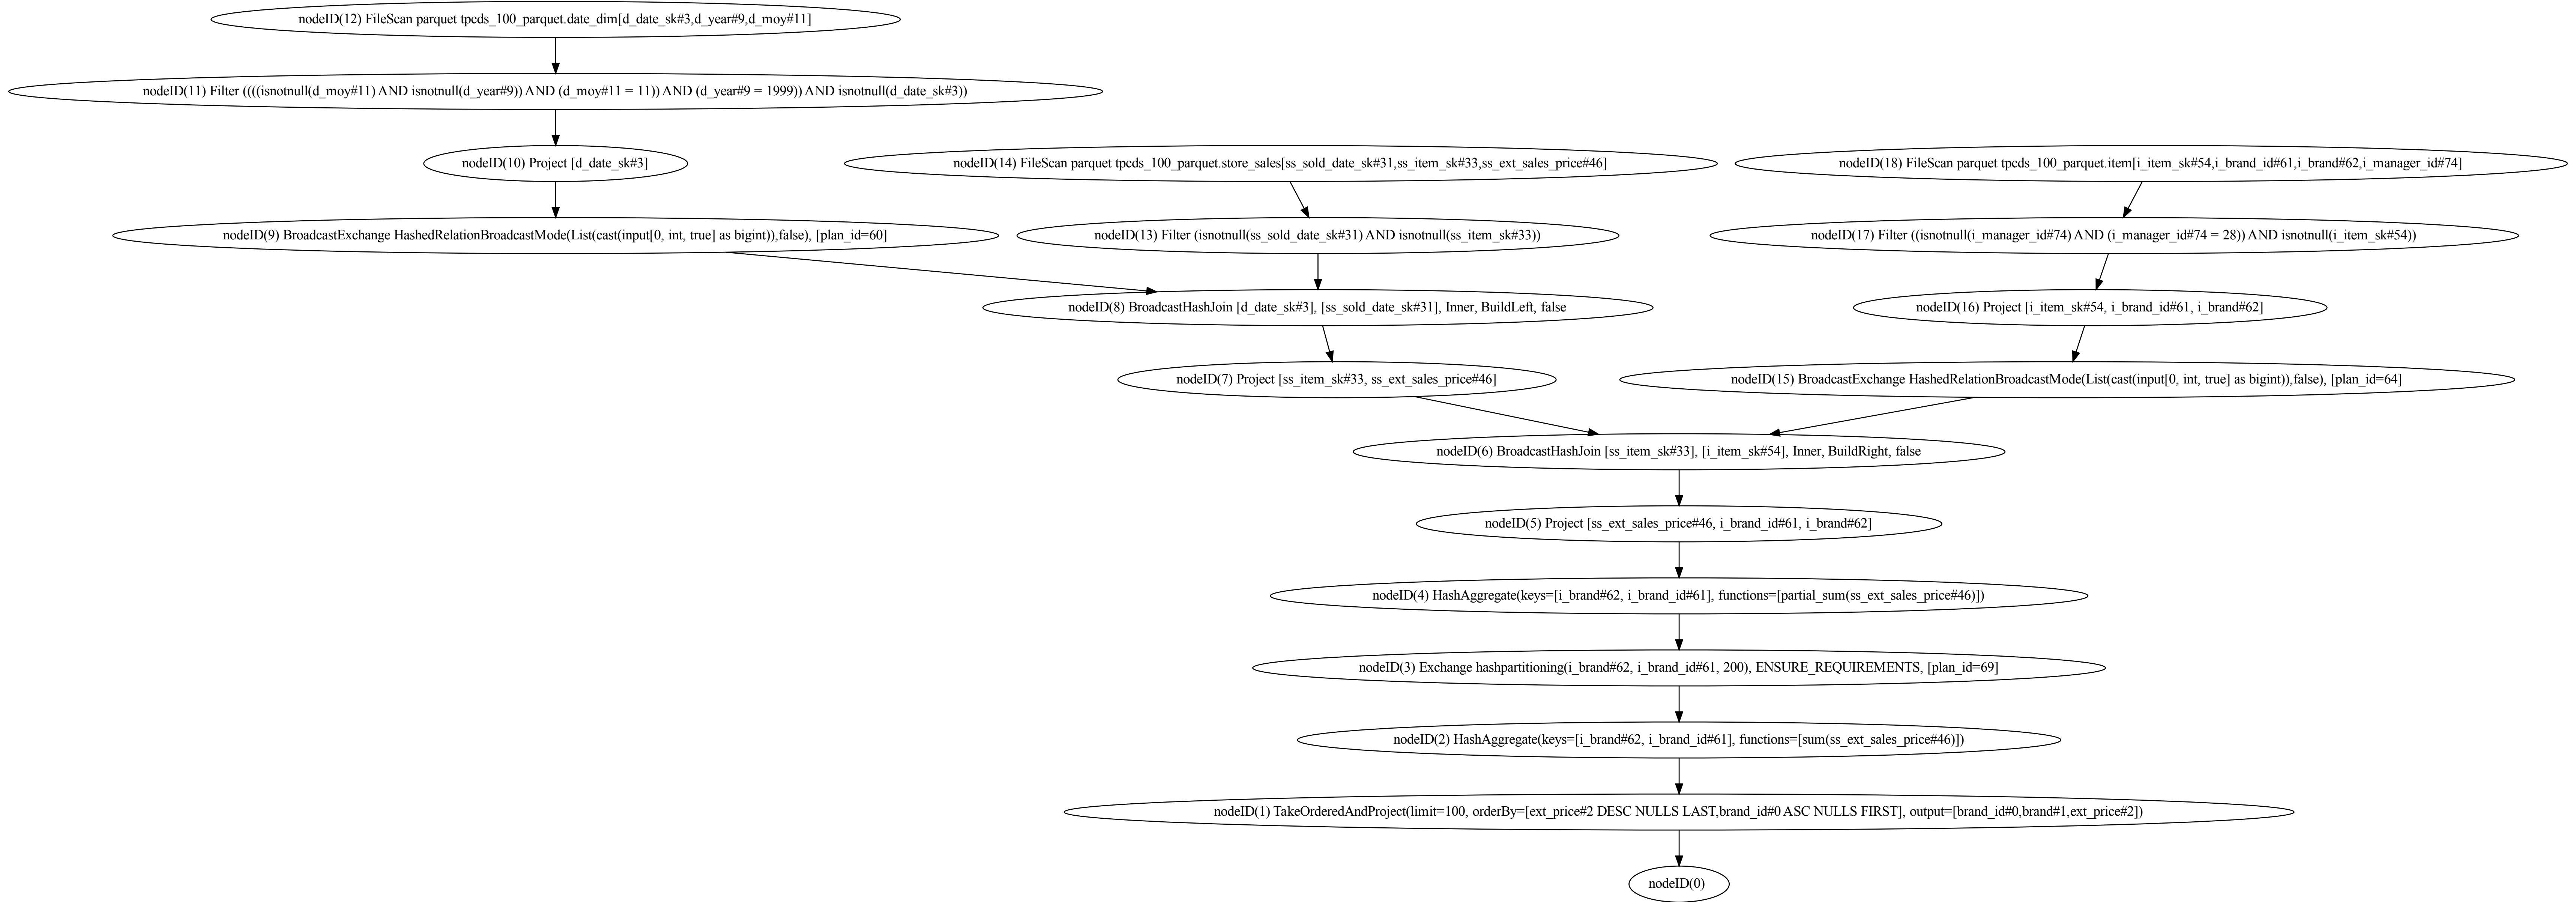 nodeID(12) FileScan parquet tpcds_100_parquet.date_dim[d_date_sk#3,d_year#9,d_moy#11]
nodeID(11) Filter ((((isnotnull(d_moy#11) AND isnotnull(d_year#9)) AND (d_moy#11 = 11)) AND (d_year#9 = 1999)) AND isnotnull(d_date_sk#3))
nodeID(10) Project [d_date_sk#3]
nodeID(14) FileScan parquet tpcds_100_parquet.store_sales[ss_sold_date_sk#31,ss_item_sk#33,ss_ext_sales_price#46]
nodeID(18) FileScan parquet tpcds_100_parquet.item[i_item_sk#54,i_brand_id#61,i_brand#62,i_manager_id#74]
nodeID(9) BroadcastExchange HashedRelationBroadcastMode(List(cast(input[0, int, true] as bigint)),false), [plan_id=60]
nodeID(13) Filter (isnotnull(ss_sold_date_sk#31) AND isnotnull(ss_item_sk#33))
nodeID(17) Filter ((isnotnull(i_manager_id#74) AND (i_manager_id#74 = 28)) AND isnotnull(i_item_sk#54))
nodeID(8) BroadcastHashJoin [d_date_sk#3], [ss_sold_date_sk#31], Inner, BuildLeft, false
nodeID(16) Project [i_item_sk#54, i_brand_id#61, i_brand#62]
nodeID(7) Project [ss_item_sk#33, ss_ext_sales_price#46]
nodeID(15) BroadcastExchange HashedRelationBroadcastMode(List(cast(input[0, int, true] as bigint)),false), [plan_id=64]
nodeID(6) BroadcastHashJoin [ss_item_sk#33], [i_item_sk#54], Inner, BuildRight, false
nodeID(5) Project [ss_ext_sales_price#46, i_brand_id#61, i_brand#62]
nodeID(4) HashAggregate(keys=[i_brand#62, i_brand_id#61], functions=[partial_sum(ss_ext_sales_price#46)])
nodeID(3) Exchange hashpartitioning(i_brand#62, i_brand_id#61, 200), ENSURE_REQUIREMENTS, [plan_id=69]
nodeID(2) HashAggregate(keys=[i_brand#62, i_brand_id#61], functions=[sum(ss_ext_sales_price#46)])
nodeID(1) TakeOrderedAndProject(limit=100, orderBy=[ext_price#2 DESC NULLS LAST,brand_id#0 ASC NULLS FIRST], output=[brand_id#0,brand#1,ext_price#2])
nodeID(0)